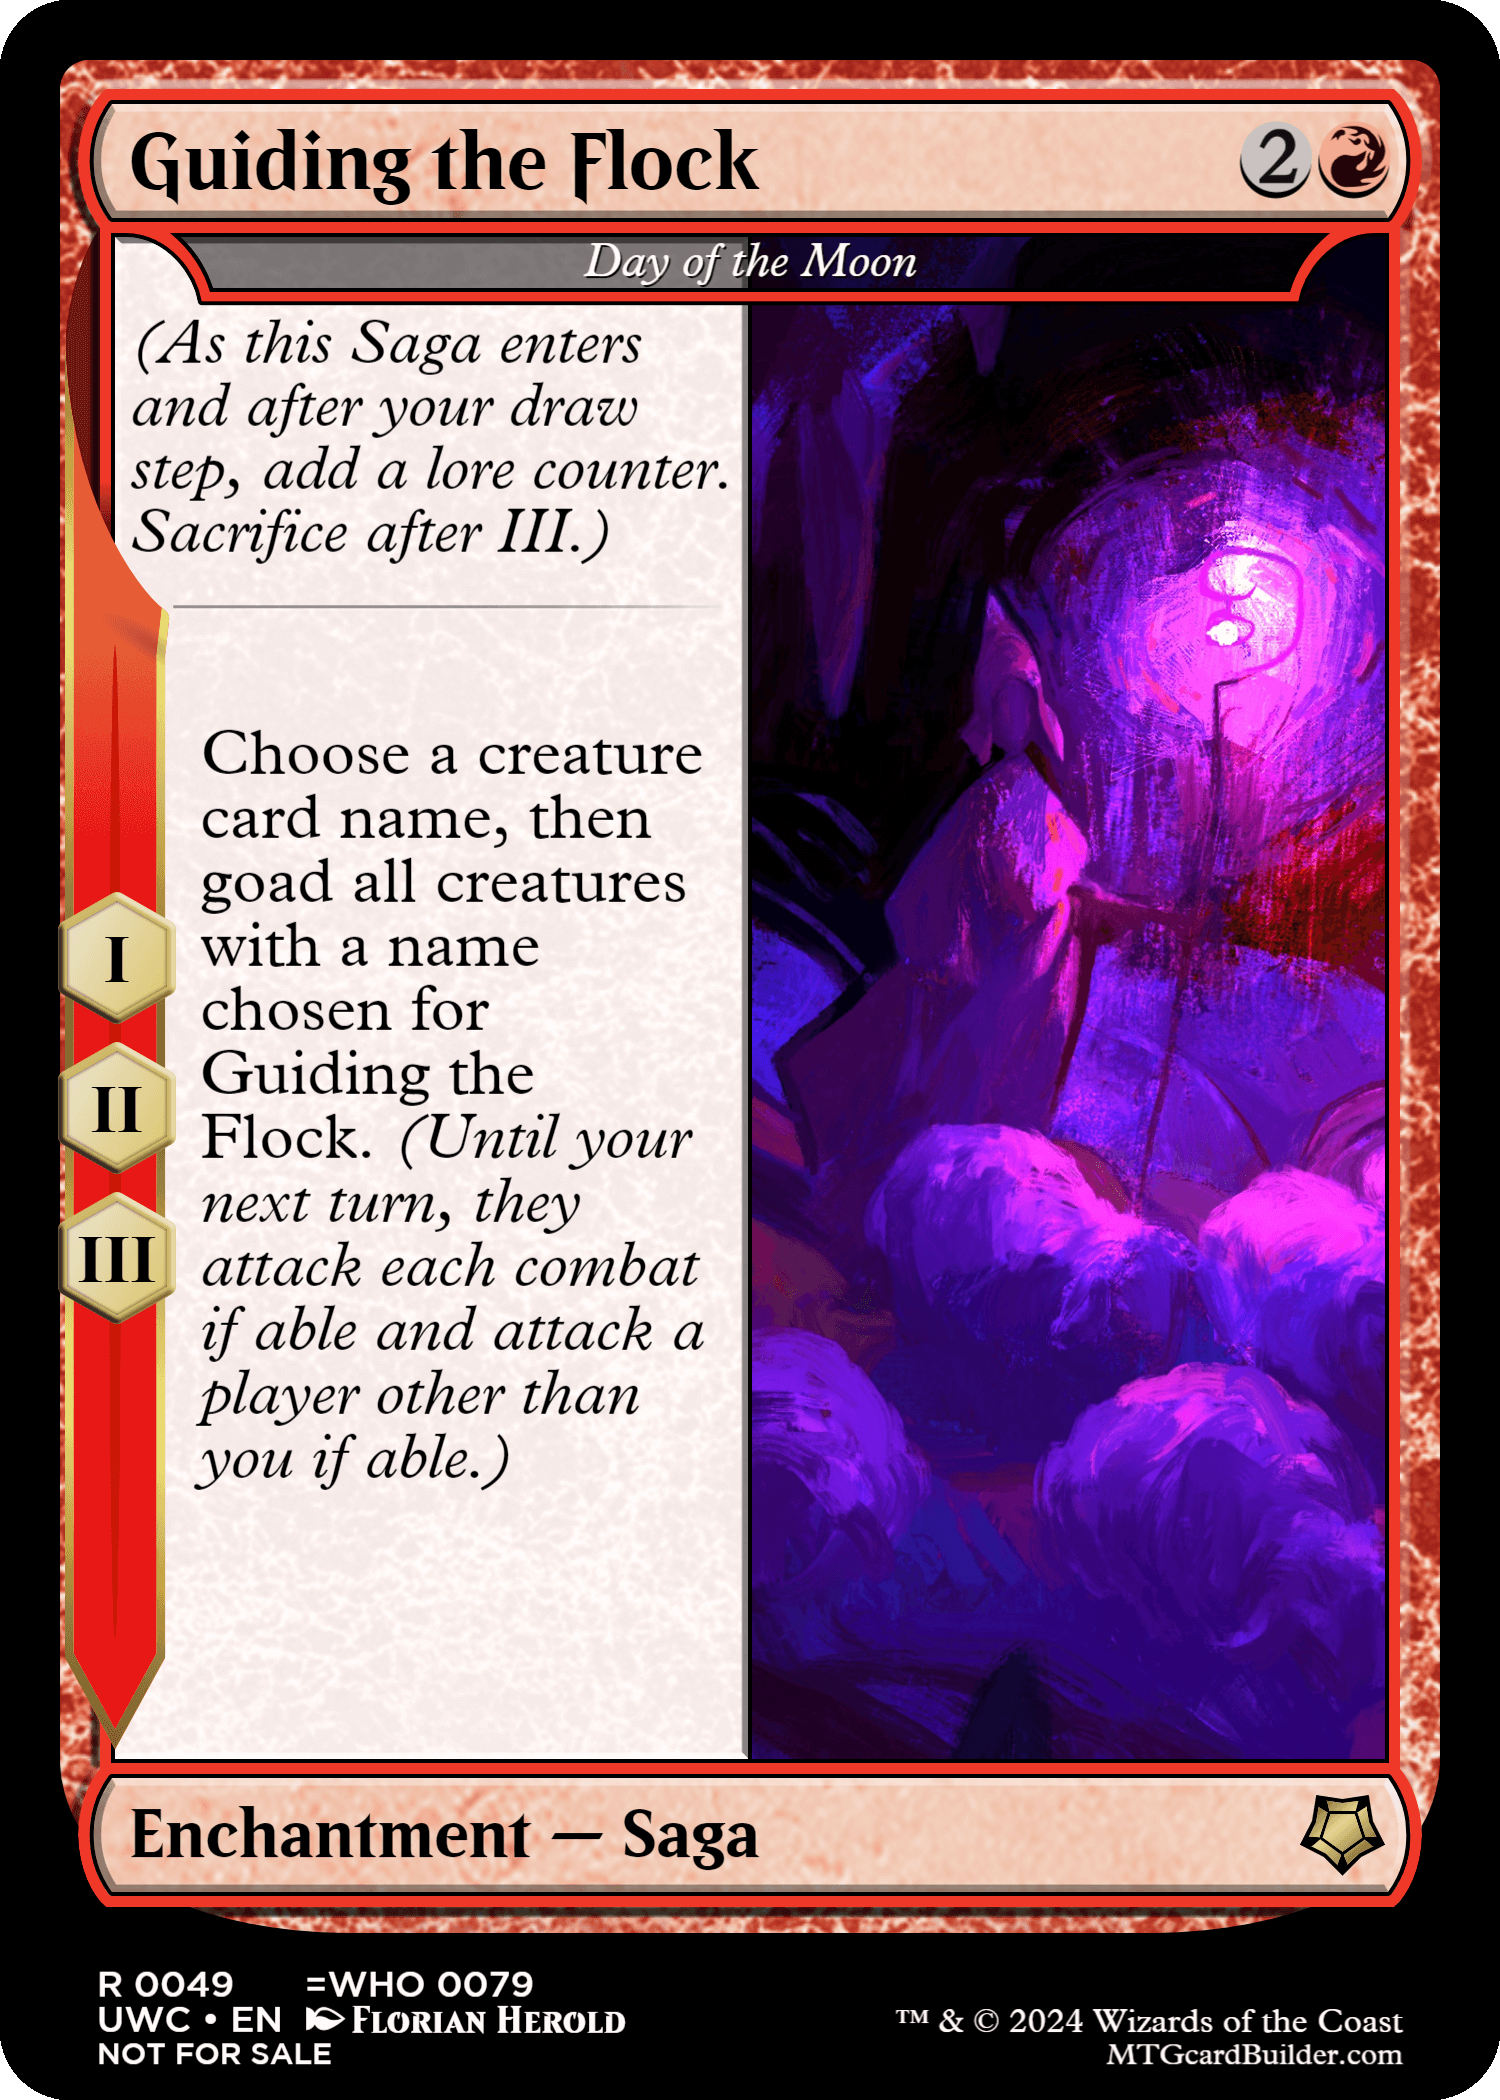 Guiding the Flock 2
Day of the Moon
(As this Saga enters
and after your draw
step, add a lore counter.
Sacrifice after III.)
Choose a creature
card name, then
goad all creatures
with a name
chosen for
Guiding the
Flock. (Until your
next turn, they
attack each combat
if able and attack a
player other than
you if able.)
I
II
III
Enchantment — Saga
R 0049 =WHO 0079
UWC • EN FLORIAN HEROLD
NOT FOR SALE
™ & © 2024 Wizards of the Coast
MTGcardBuilder.com